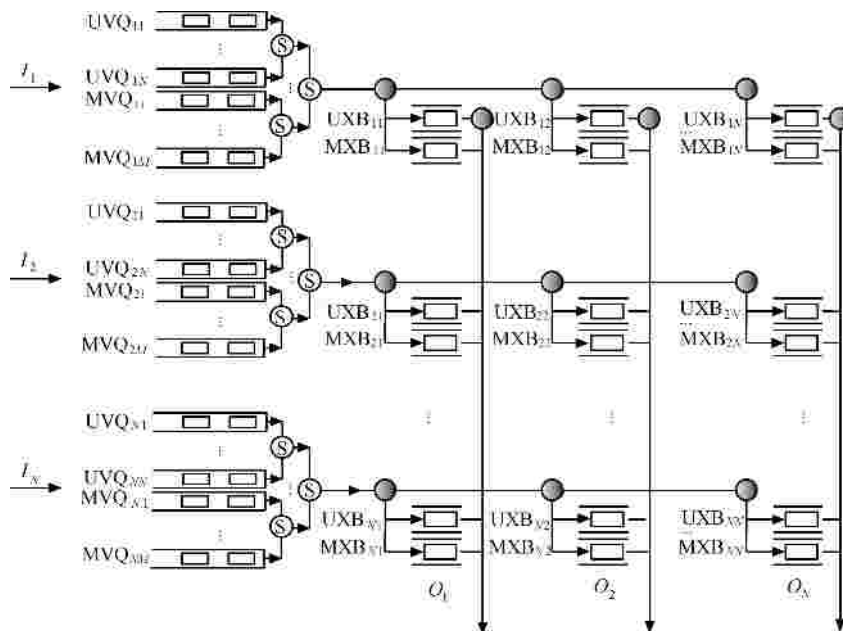 UVQ11
S
I1
UVQ1N
MVQ11
S
UXB11
UXB12
UXB1N
S
MXB11
MXB12
MXB1N
MVQ1M
UVQ21
S
I2
UVQ2N
MVQ21
S
UXB21
UXB22
UXB2N
S
MXB21
MXB22
MXB2N
MVQ2M
UVQN1
S
IN
UVQNN
MVQN1
S
UXBN1
UXBN2
UXBNN
S
MXBN1
MXBN2
MXBNN
MVQNM
O1
O2
ON